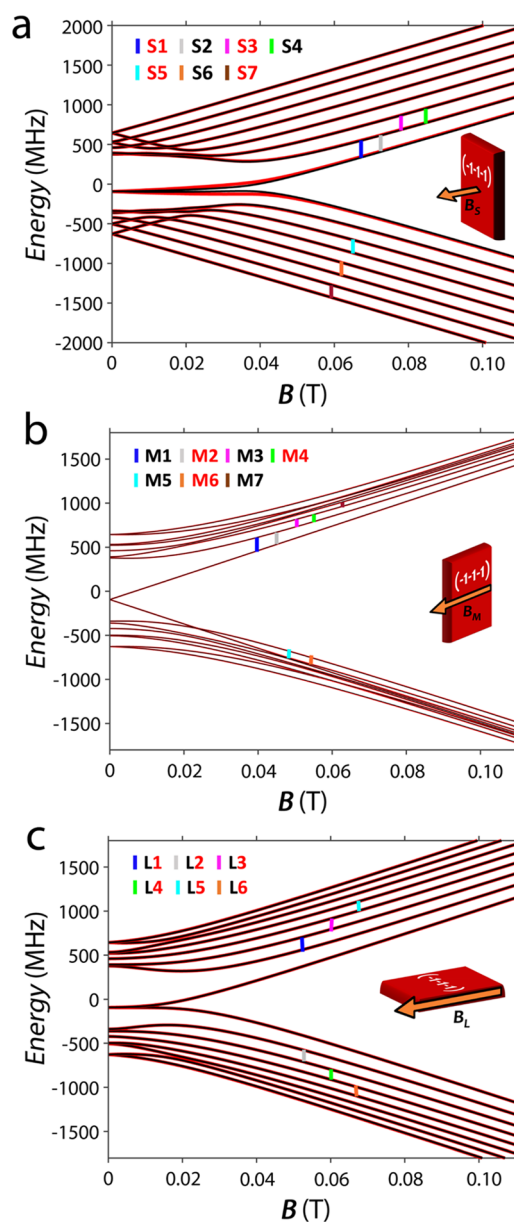 a
S1 S2 S3 S4
S5 S6 S7
2000
1500
1000
500
0
-500
-1000
-1500
-2000
Energy (MHz)
(-1-1-1)
B_S
0 0.02 0.04 0.06 0.08 0.10
B (T)
b
M1 M2 M3 M4
M5 M6 M7
1500
1000
500
0
-500
-1000
-1500
Energy (MHz)
(-1-1-1)
B_M
0 0.02 0.04 0.06 0.08 0.10
B (T)
c
L1 L2 L3
L4 L5 L6
1500
1000
500
0
-500
-1000
-1500
Energy (MHz)
(-1-1-1)
B_L
0 0.02 0.04 0.06 0.08 0.10
B (T)